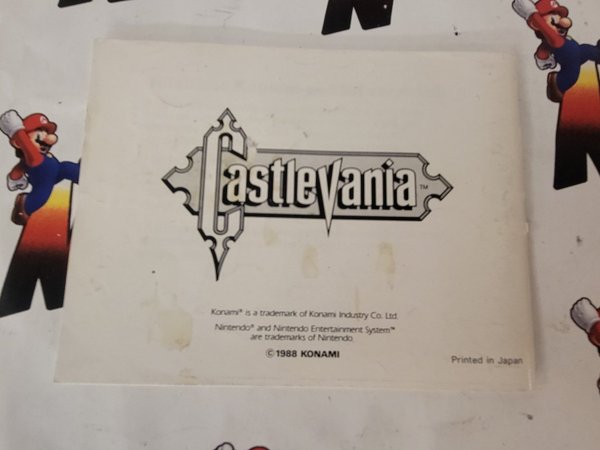 Castlevania™
Konami® is a trademark of Konami Industry Co. Ltd.
Nintendo® and Nintendo Entertainment System™
are trademarks of Nintendo
©1988 KONAMI
Printed in Japan